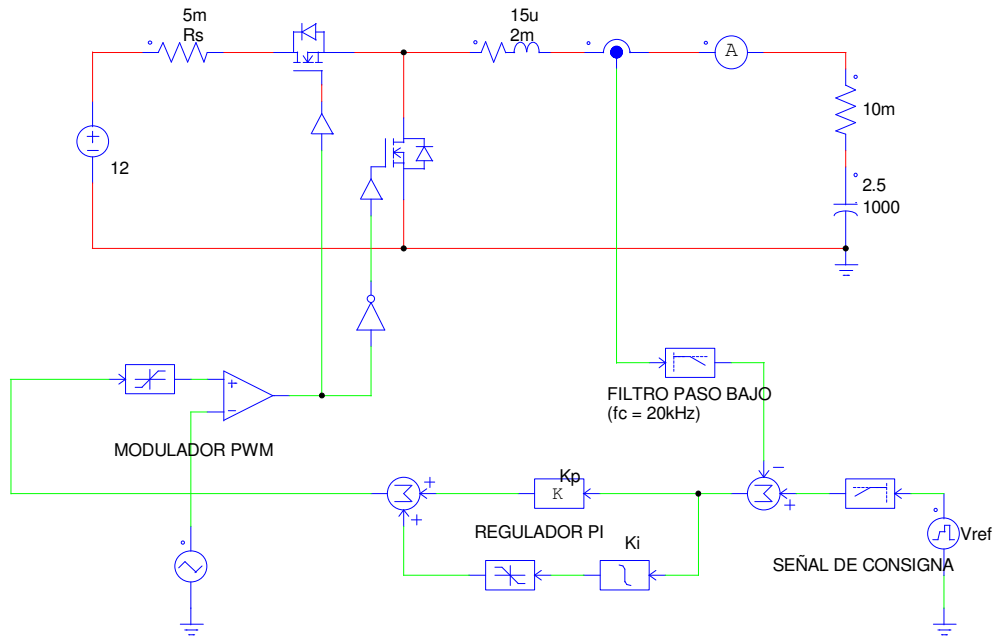 5m
Rs
15u
2m
A
10m
12
2.5
1000
FILTRO PASO BAJO
(fc = 20kHz)
MODULADOR PWM
Kp
K
REGULADOR PI
Ki
Vref
SEÑAL DE CONSIGNA